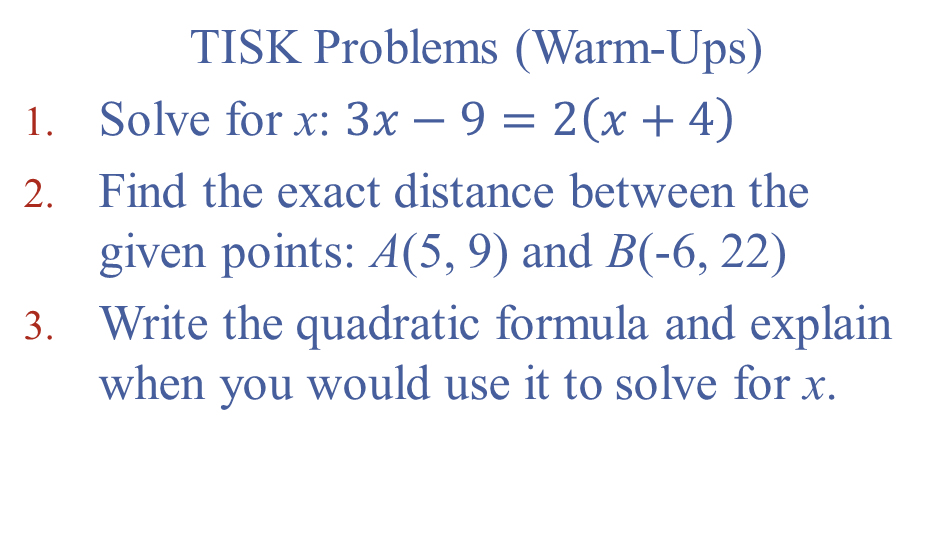 TISK Problems (Warm-Ups)
1. Solve for x: 3x − 9 = 2(x + 4)
2. Find the exact distance between the
given points: A(5, 9) and B(-6, 22)
3. Write the quadratic formula and explain
when you would use it to solve for x.